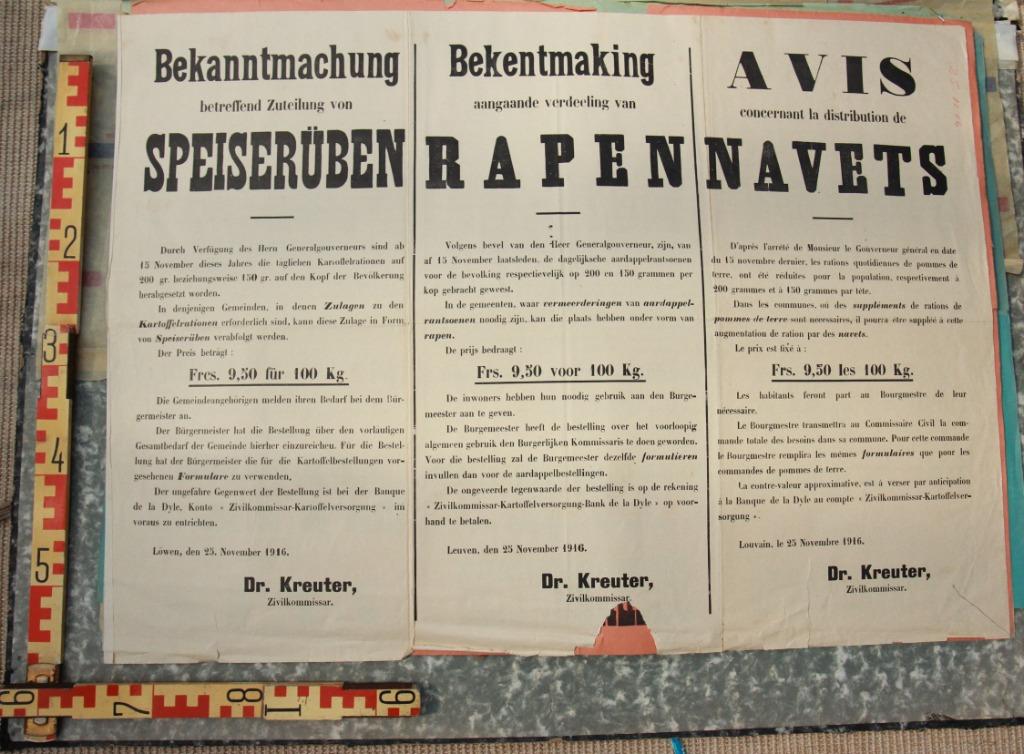 Bekanntmachung
betreffend Zuteilung von
SPEISERÜBEN
Durch Verfügung des Hern Generalgouverneurs sind ab
15 November dieses Jahres die taglichen Kartoffelrationen auf
200 gr. beziehungsweise 150 gr. auf den Kopf der Bevölkerung
herabgesetzt worden.
In denjenigen Gemeinden, in denen Zulagen zu den
Kartoffelrationen erforderlich sind, kann diese Zulage in Form
von Speiserüben verabfolgt werden.
Der Preis beträgt :
Frcs. 9,50 für 100 Kg.
Die Gemeindeangehörigen melden ihren Bedarf bei dem Bür-
germeister an.
Der Bürgermeister hat die Bestellung über den vorlaufigen
Gesamtbedarf der Gemeinde hierher einzureichen. Für die Bestel-
lung hat der Bürgermeister die für die Kartoffelbestellungen vor-
gesehenen Formulare zu verwenden.
Der ungefahre Gegenwert der Bestellung ist bei der Banque
de la Dyle, Konto « Zivilkommissar-Kartoffelversorgung » im
voraus zu entrichten.
Löwen, den 25. November 1916.
Dr. Kreuter,
Zivilkommissar.
Bekentmaking
aangaande verdeeling van
RAPEN
Volgens bevel van den Heer Generalgouverneur, zijn, van
af 15 November laatsleden, de dagelijksche aardappelrantsoenen
voor de bevolking respectievelijk op 200 en 150 grammen per
kop gebracht geweest.
In de gemeenten, waar vermeerderingen van aardappel-
rantsoenen noodig zijn, kan die plaats hebben onder vorm van
rapen.
De prijs bedraagt :
Frs. 9,50 voor 100 Kg.
De inwoners hebben hun noodig gebruik aan den Burge-
meester aan te geven.
De Burgemeester heeft de bestelling over het voorloopig
algemeen gebruik den Burgerlijken Kommissaris te doen geworden.
Voor die bestelling zal de Burgemeester dezelfde formulieren
invullen dan voor de aardappelbestellingen.
De ongeveerde tegenwaarde der bestelling is op de rekening
« Zivilkommissar-Kartoffelversorgung-Bank de la Dyle » op voor-
hand te betalen.
Leuven, den 25 November 1916.
Dr. Kreuter,
Zivilkommissar.
AVIS
concernant la distribution de
NAVETS
D'après l'arrêté de Monsieur le Gouverneur général en date
du 15 novembre dernier, les rations quotidiennes de pommes de
terre, ont été réduites pour la population, respectivement à
200 grammes et à 150 grammes par tête.
Dans les communes, ou des suppléments de rations de
pommes de terre sont necessaires, il pourra être suppléé à cette
augmentation de ration par des navets.
Le prix est fixé à :
Frs. 9,50 les 100 Kg.
Les habitants feront part au Bourgmestre de leur
nécessaire.
Le Bourgmestre transmettra au Commissaire Civil la com-
mande totale des besoins dans sa commune. Pour cette commande
le Bourgmestre remplira les mêmes formulaires que pour les
commandes de pommes de terre.
La contre-valeur approximative, est à verser par anticipation
à la Banque de la Dyle au compte « Zivilkommissar-Kartoffelver-
sorgung ».
Louvain, le 25 Novembre 1916.
Dr. Kreuter,
Zivilkommissar.
1
2
3
4
5
6
7
8
1
9